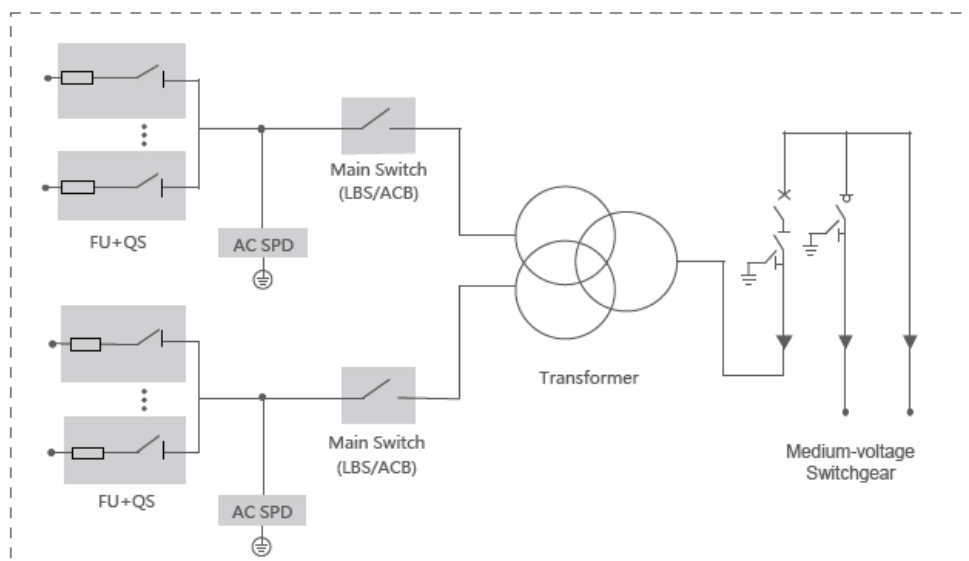 Main Switch
(LBS/ACB)
FU+QS
AC SPD
Transformer
Main Switch
(LBS/ACB)
Medium-voltage
Switchgear
FU+QS
AC SPD